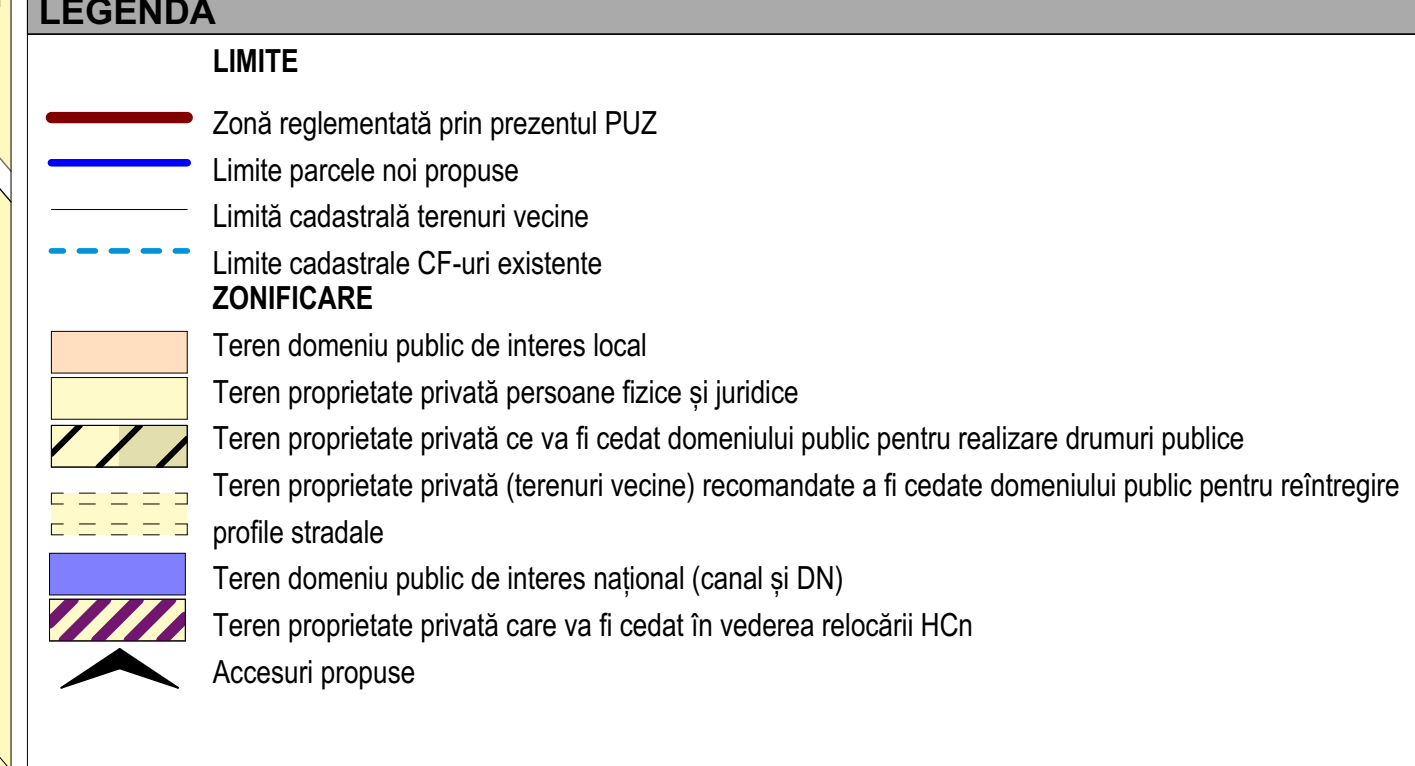 LEGENDA
LIMITE
Zonă reglementată prin prezentul PUZ
Limite parcele noi propuse
Limită cadastrală terenuri vecine
Limite cadastrale CF-uri existente
ZONIFICARE
Teren domeniu public de interes local
Teren proprietate privată persoane fizice și juridice
Teren proprietate privată ce va fi cedat domeniului public pentru realizare drumuri publice
Teren proprietate privată (terenuri vecine) recomandate a fi cedate domeniului public pentru reîntregire
profile stradale
Teren domeniu public de interes național (canal și DN)
Teren proprietate privată care va fi cedat în vederea relocării HCn
Accesuri propuse